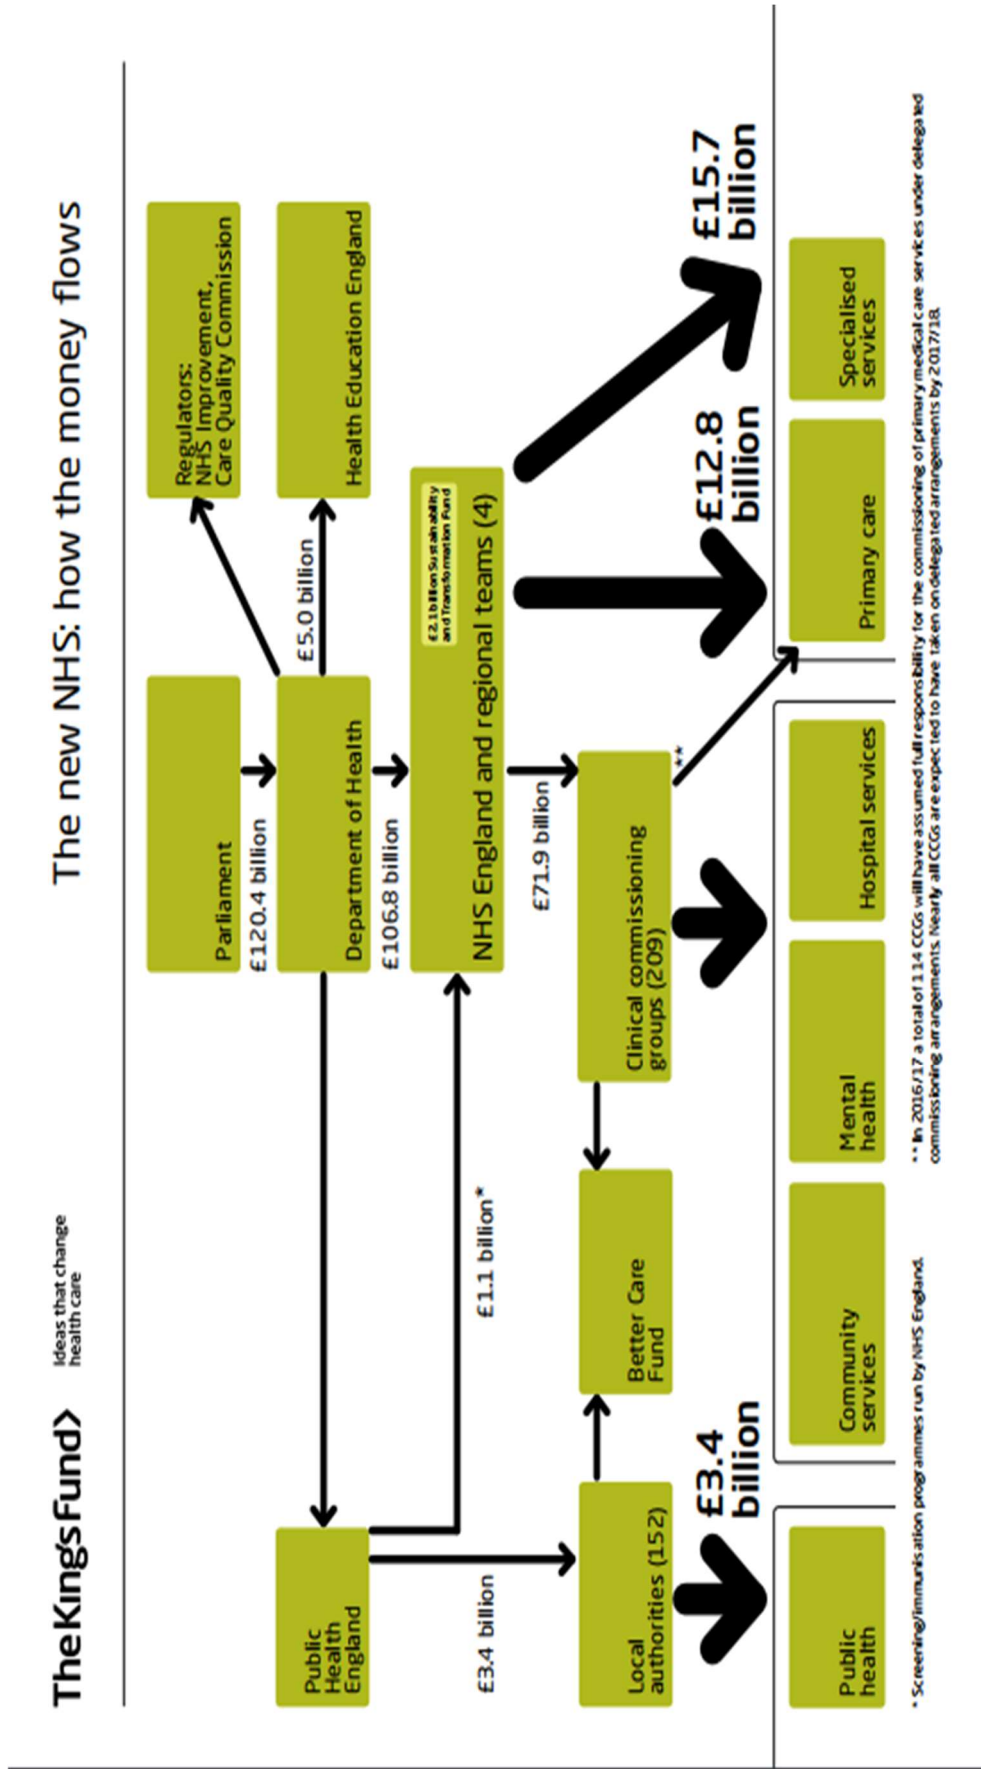 TheKingsFund>
Ideas that change
health care
The new NHS: how the money flows
Parliament
Regulators:
NHS Improvement,
Care Quality Commission
£120.4 billion
Public
Health
England
Department of Health
£5.0 billion
Health Education England
£106.8 billion
£3.4 billion
£1.1 billion*
NHS England and regional teams (4)
£2.1 billion Sustainability
and Transformation Fund
£71.9 billion
Local
authorities (152)
Better Care
Fund
Clinical commissioning
groups (209)
**
£3.4
billion
£12.8
billion
£15.7
billion
Public
health
Community
services
Mental
health
Hospital services
Primary care
Specialised
services
* Screening/immunisation programmes run by NHS England.
** In 2016/17 a total of 114 CCGs will have assumed full responsibility for the commissioning of primary medical care services under delegated
commissioning arrangements. Nearly all CCGs are expected to have taken on delegated arrangements by 2017/18.